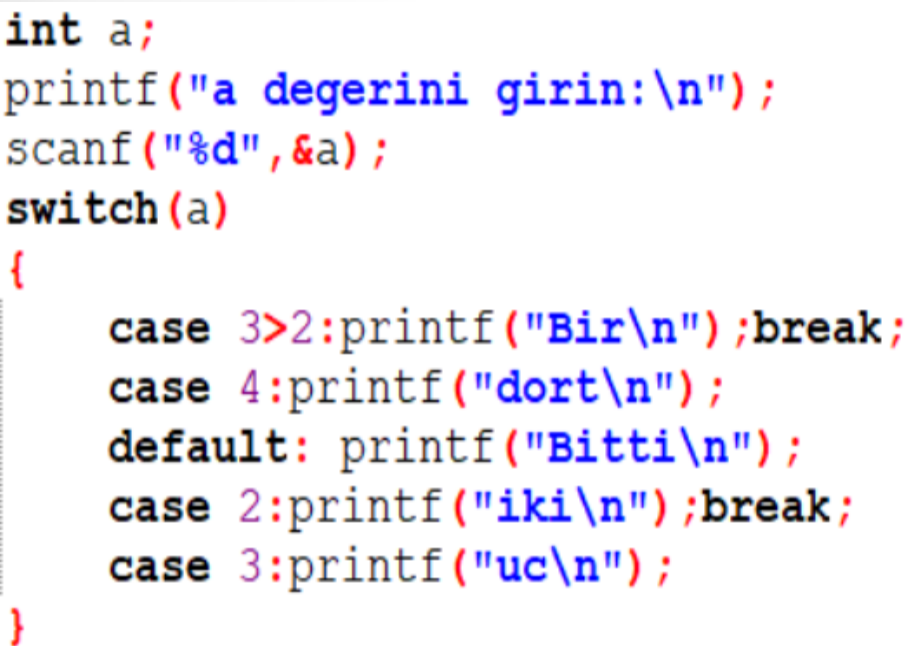 int a;
printf("a degerini girin:\n");
scanf("%d",&a);
switch(a)
{
case 3>2:printf("Bir\n");break;
case 4:printf("dort\n");
default: printf("Bitti\n");
case 2:printf("iki\n");break;
case 3:printf("uc\n");
}